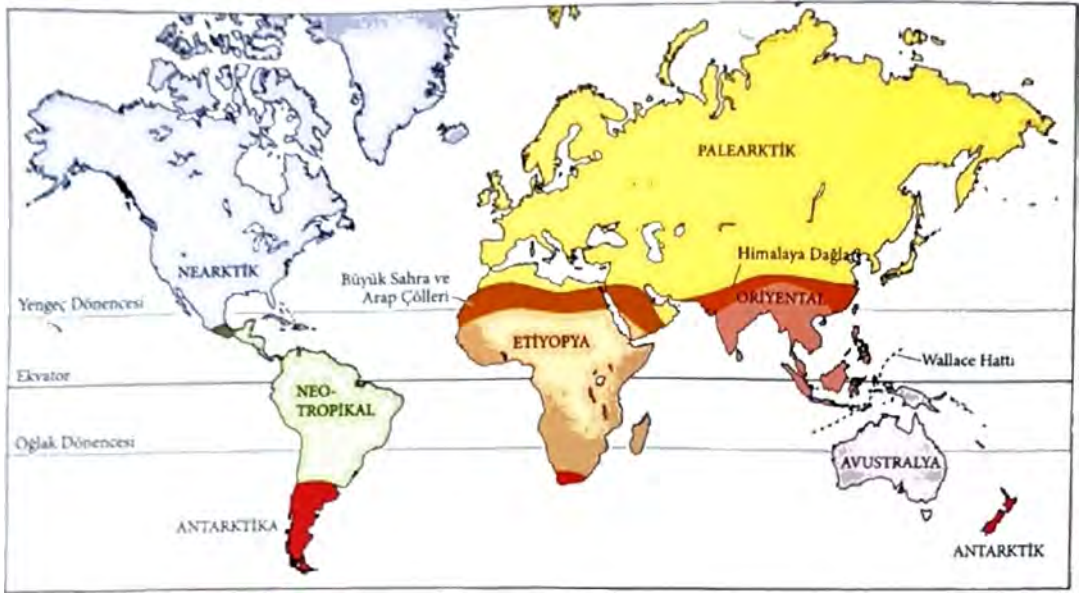 PALEARKTİK
Himalaya Dağları
NEARKTİK
Büyük Sahra ve
Arap Çölleri
ORİYENTAL
Yengeç Dönencesi
ETİYOPYA
Wallace Hattı
Ekvator
NEO-
TROPİKAL
Oğlak Dönencesi
AVUSTRALYA
ANTARKTİKA
ANTARKTİK